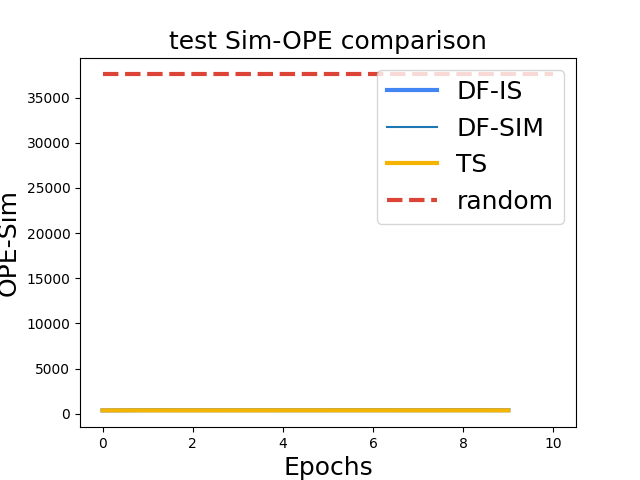 test Sim-OPE comparison
OPE-Sim
35000
30000
25000
20000
15000
10000
5000
0
DF-IS
DF-SIM
TS
random
0 2 4 6 8 10
Epochs